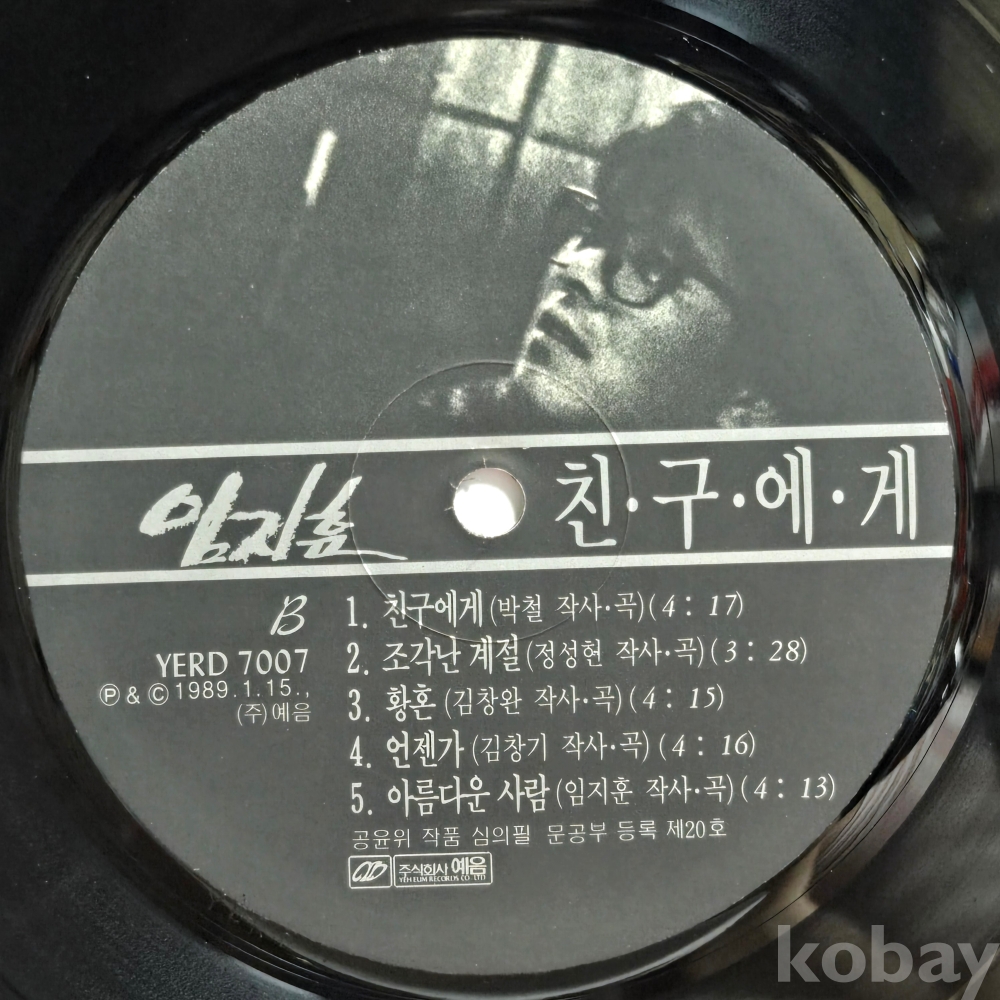 임지훈
친·구·에·게
B
YERD 7007
Ⓟ & © 1989.1.15.,
(주)예음
1. 친구에게 (박철 작사·곡) (4 : 17)
2. 조각난 계절 (정성현 작사·곡) (3 : 28)
3. 황혼 (김창완 작사·곡) (4 : 15)
4. 언젠가 (김창기 작사·곡) (4 : 16)
5. 아름다운 사람 (임지훈 작사·곡) (4 : 13)
공윤위 작품 심의필 문공부 등록 제20호
주식회사 예음
YEH EUM RECORDS CO. LTD
kobay